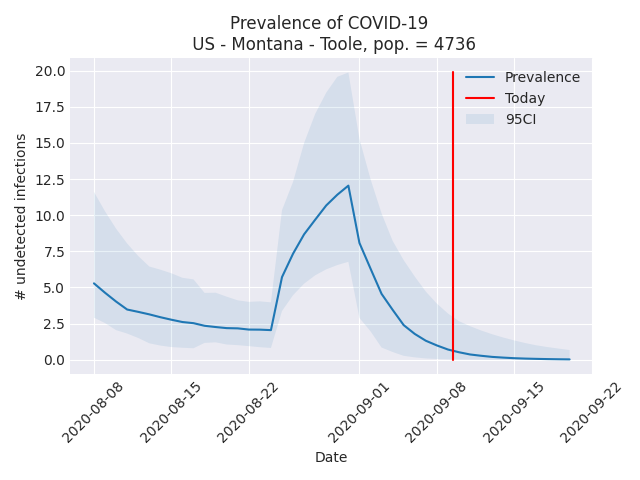 Prevalence of COVID-19
US - Montana - Toole, pop. = 4736
# undetected infections
20.0
17.5
15.0
12.5
10.0
7.5
5.0
2.5
0.0
Prevalence
Today
95CI
2020-08-08
2020-08-15
2020-08-22
2020-09-01
2020-09-08
2020-09-15
2020-09-22
Date